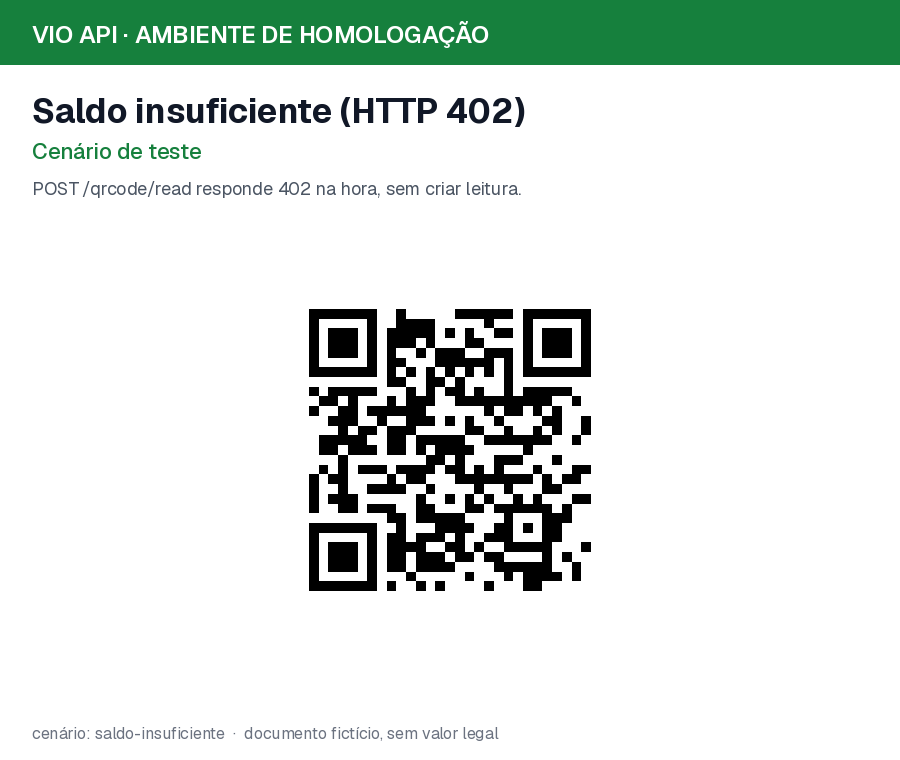 VIO API · AMBIENTE DE HOMOLOGAÇÃO
Saldo insuficiente (HTTP 402)
Cenário de teste
POST /qrcode/read responde 402 na hora, sem criar leitura.
cenário: saldo-insuficiente · documento fictício, sem valor legal